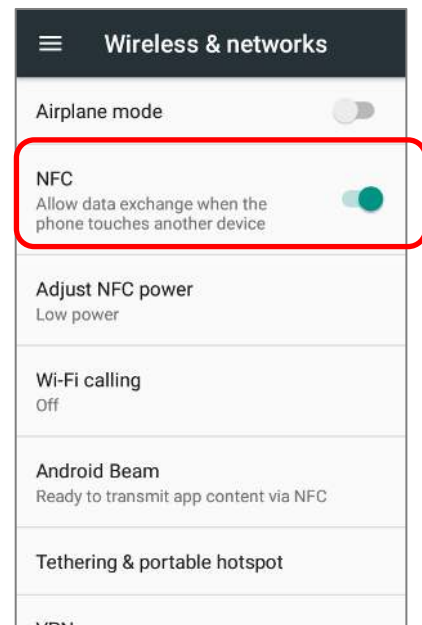 Wireless & networks
Airplane mode
NFC
Allow data exchange when the
phone touches another device
Adjust NFC power
Low power
Wi-Fi calling
Off
Android Beam
Ready to transmit app content via NFC
Tethering & portable hotspot
VPN